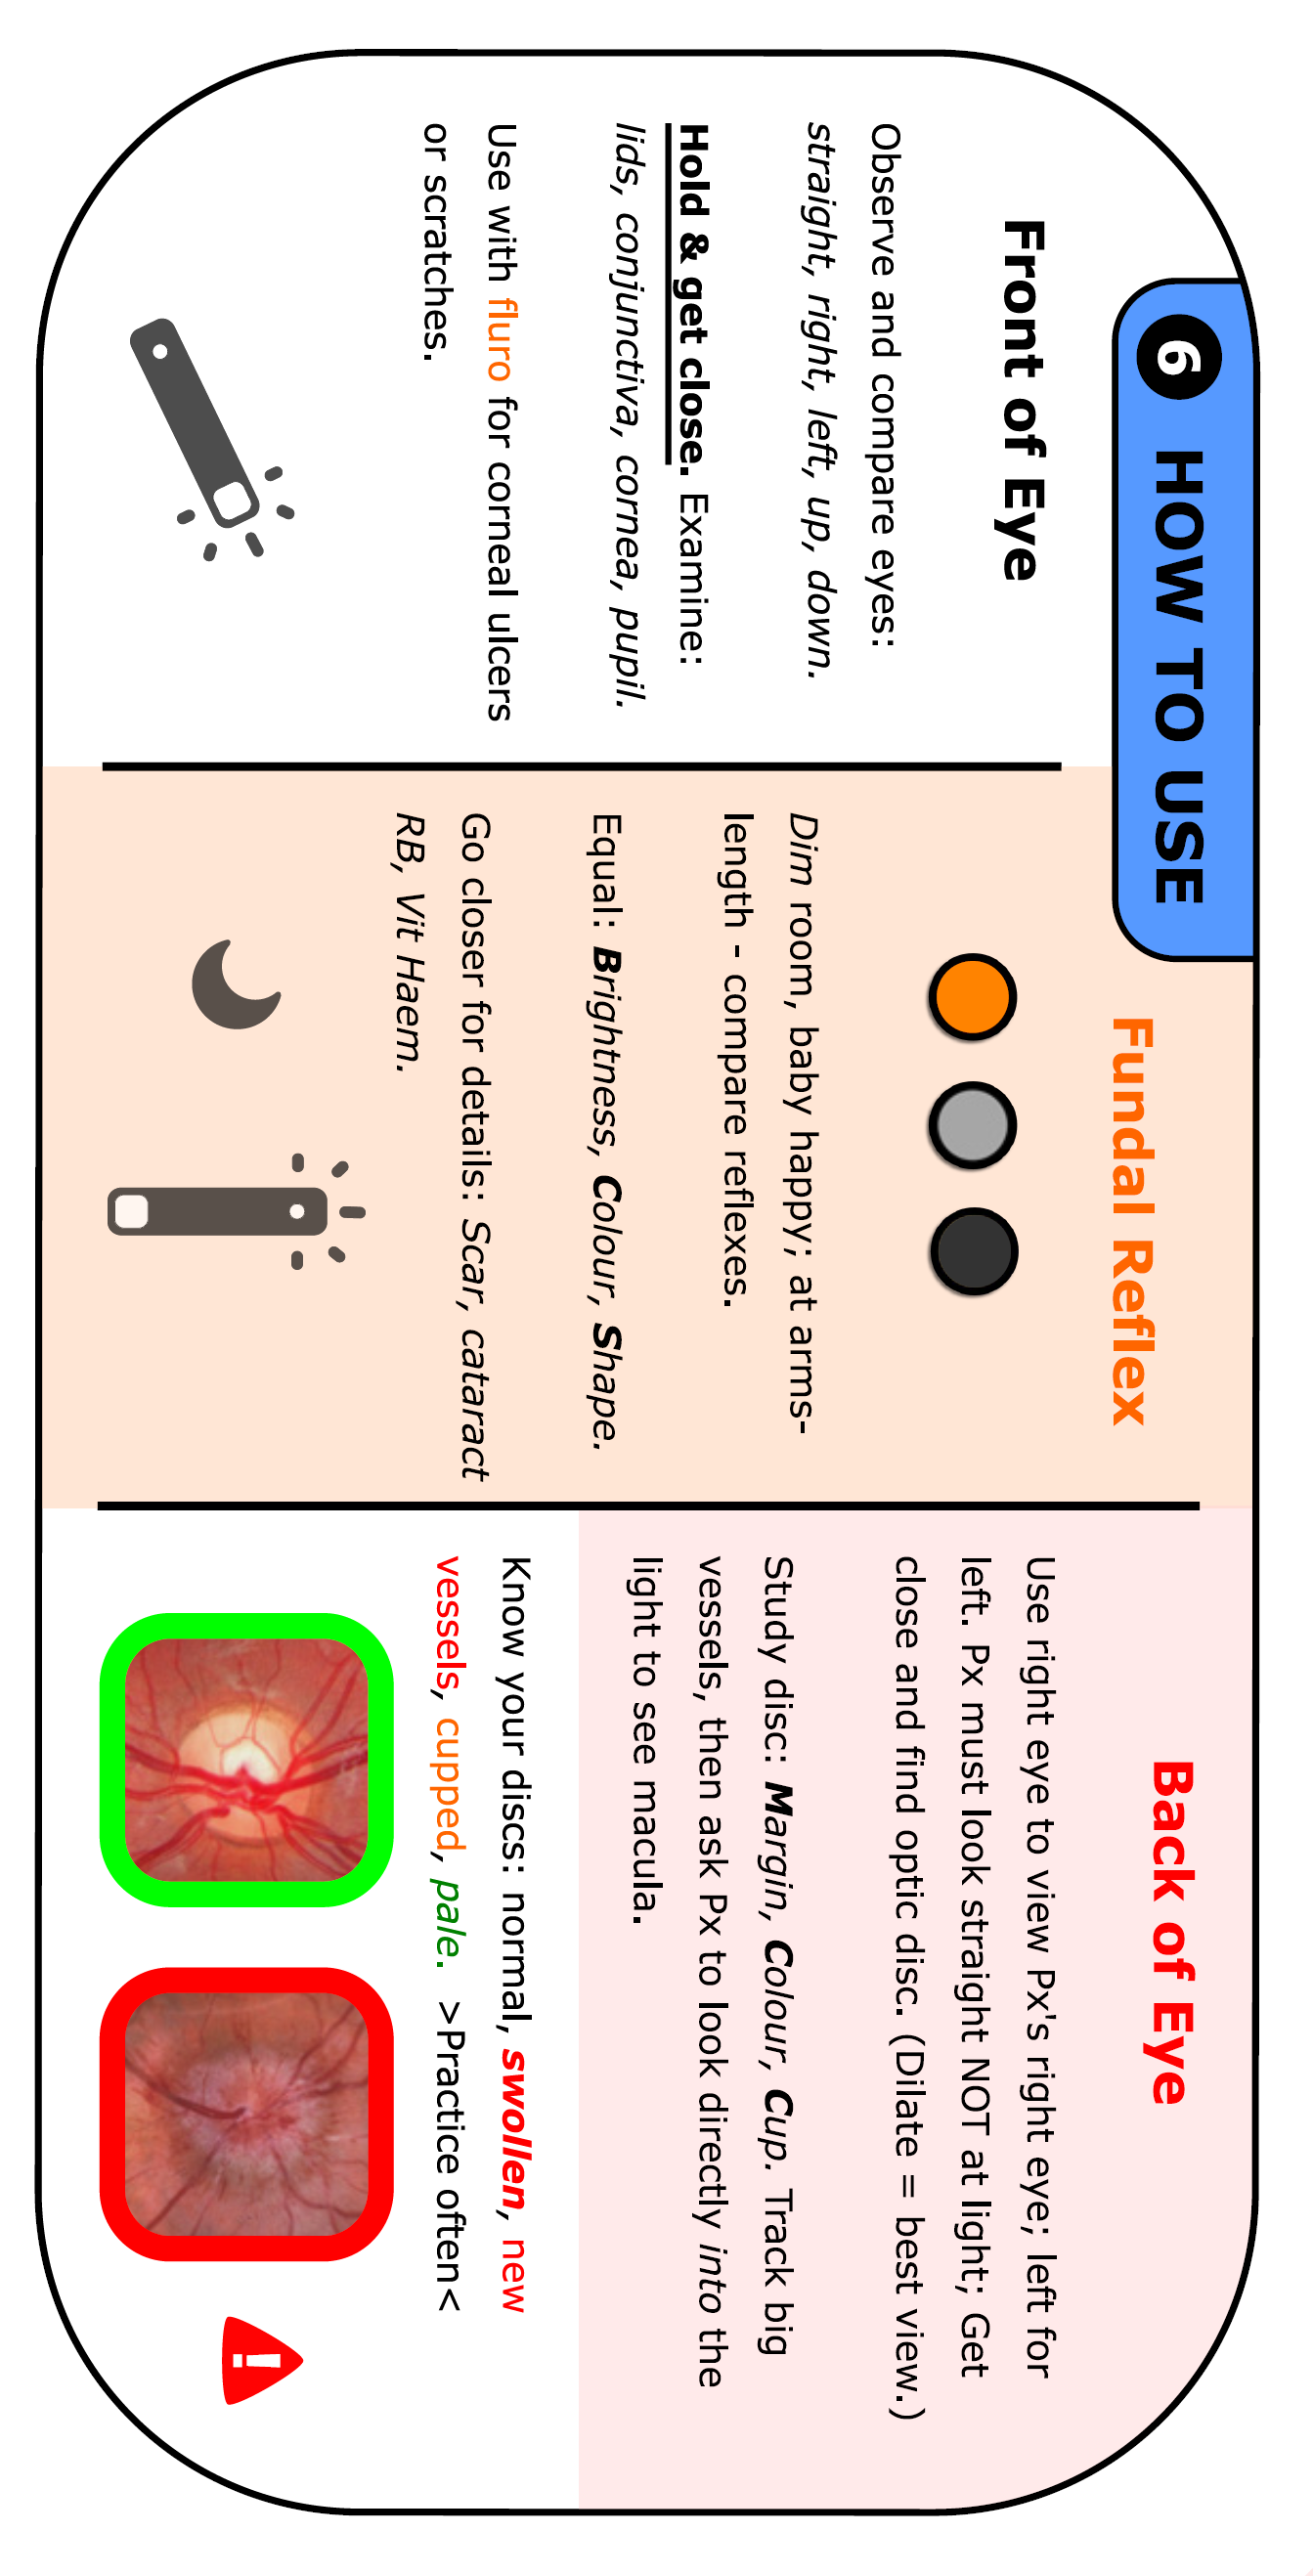 6 HOW TO USE
Front of Eye
Observe and compare eyes:
straight, right, left, up, down.
Hold & get close. Examine:
lids, conjunctiva, cornea, pupil.
Use with fluro for corneal ulcers
or scratches.
Fundal Reflex
Dim room, baby happy; at arms-
length - compare reflexes.
Equal: Brightness, Colour, Shape.
Go closer for details: Scar, cataract
RB, Vit Haem.
Back of Eye
Use right eye to view Px's right eye; left for
left. Px must look straight NOT at light; Get
close and find optic disc. (Dilate = best view.)
Study disc: Margin, Colour, Cup. Track big
vessels, then ask Px to look directly into the
light to see macula.
Know your discs: normal, swollen, new
vessels, cupped, pale. >Practice often<
!